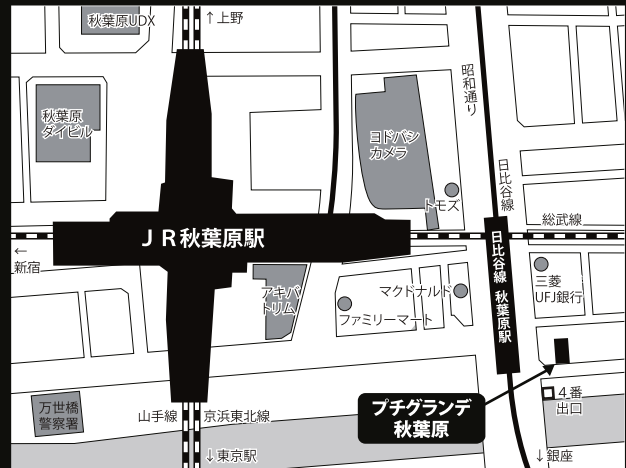 秋葉原UDX
↑上野
秋葉原
ダイビル
ヨドバシ
カメラ
昭和通り
トモズ
日比谷線
総武線
JR秋葉原駅
←
新宿
日比谷線 秋葉原駅
三菱
UFJ銀行
アキバ
トリム
マクドナルド
ファミリーマート
万世橋
警察署
山手線
京浜東北線
プチグランデ
秋葉原
4番
出口
↓東京駅
↓銀座